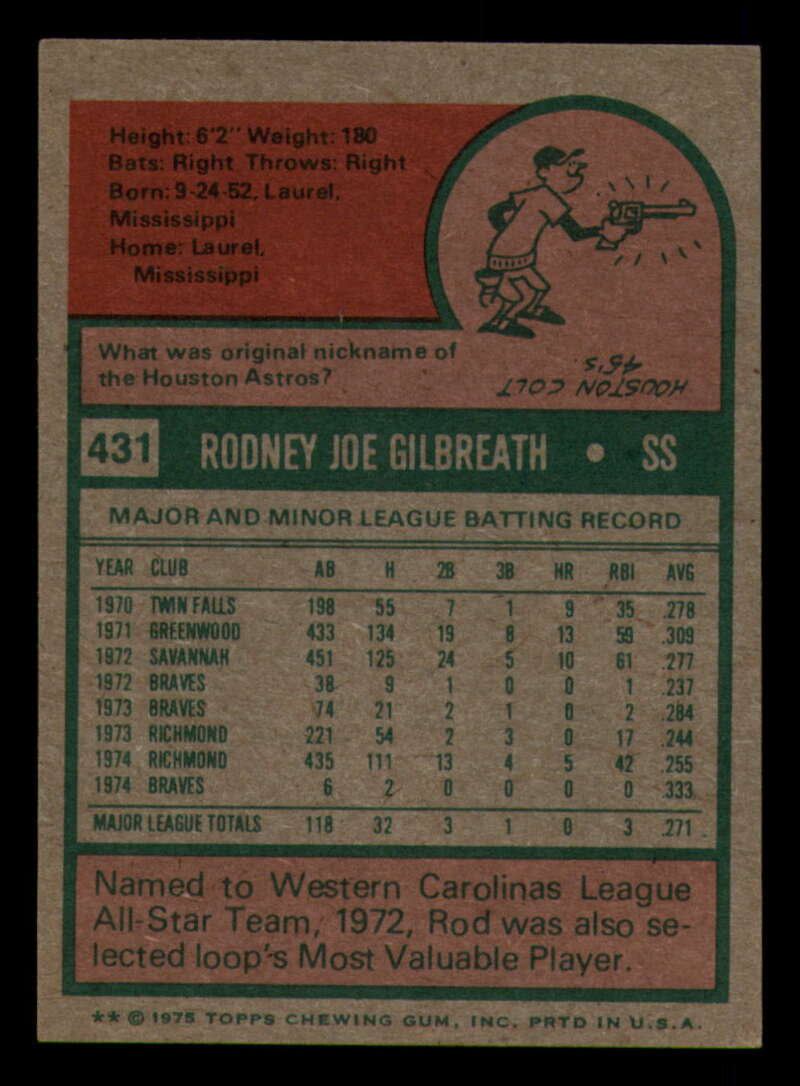 Height: 6'2" Weight: 180
Bats: Right Throws: Right
Born: 9-24-52, Laurel,
Mississippi
Home: Laurel,
Mississippi
What was original nickname of
the Houston Astros?
HOUSTON COLT
45'S
431 RODNEY JOE GILBREATH • SS
MAJOR AND MINOR LEAGUE BATTING RECORD
YEAR CLUB AB H 2B 3B HR RBI AVG
1970 TWIN FALLS 198 55 7 1 9 35 .278
1971 GREENWOOD 433 134 19 8 13 59 .309
1972 SAVANNAH 451 125 24 5 10 61 .277
1972 BRAVES 38 9 1 0 0 1 .237
1973 BRAVES 74 21 2 1 0 2 .284
1973 RICHMOND 221 54 2 3 0 17 .244
1974 RICHMOND 435 111 13 4 5 42 .255
1974 BRAVES 6 2 0 0 0 0 .333
MAJOR LEAGUE TOTALS 118 32 3 1 0 3 .271
Named to Western Carolinas League
All-Star Team, 1972, Rod was also se-
lected loop's Most Valuable Player.
** © 1975 TOPPS CHEWING GUM, INC. PRTD IN U.S.A.